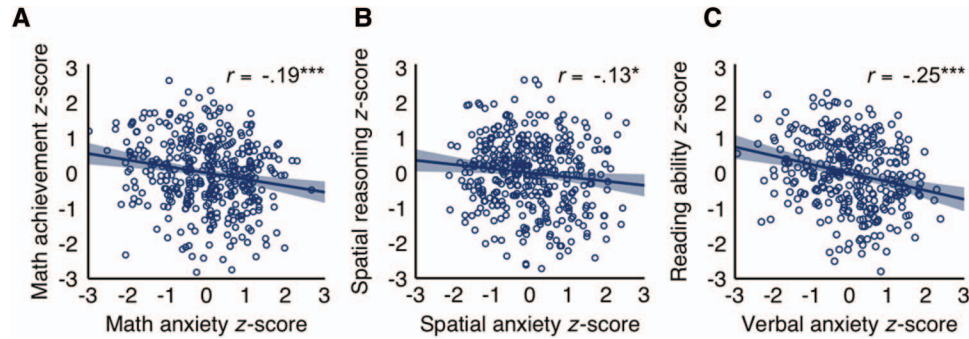 A
Math achievement z-score
r = -.19***
3
2
1
0
-1
-2
-3
-3 -2 -1 0 1 2 3
Math anxiety z-score
B
Spatial reasoning z-score
r = -.13*
3
2
1
0
-1
-2
-3
-3 -2 -1 0 1 2 3
Spatial anxiety z-score
C
Reading ability z-score
r = -.25***
3
2
1
0
-1
-2
-3
-3 -2 -1 0 1 2 3
Verbal anxiety z-score